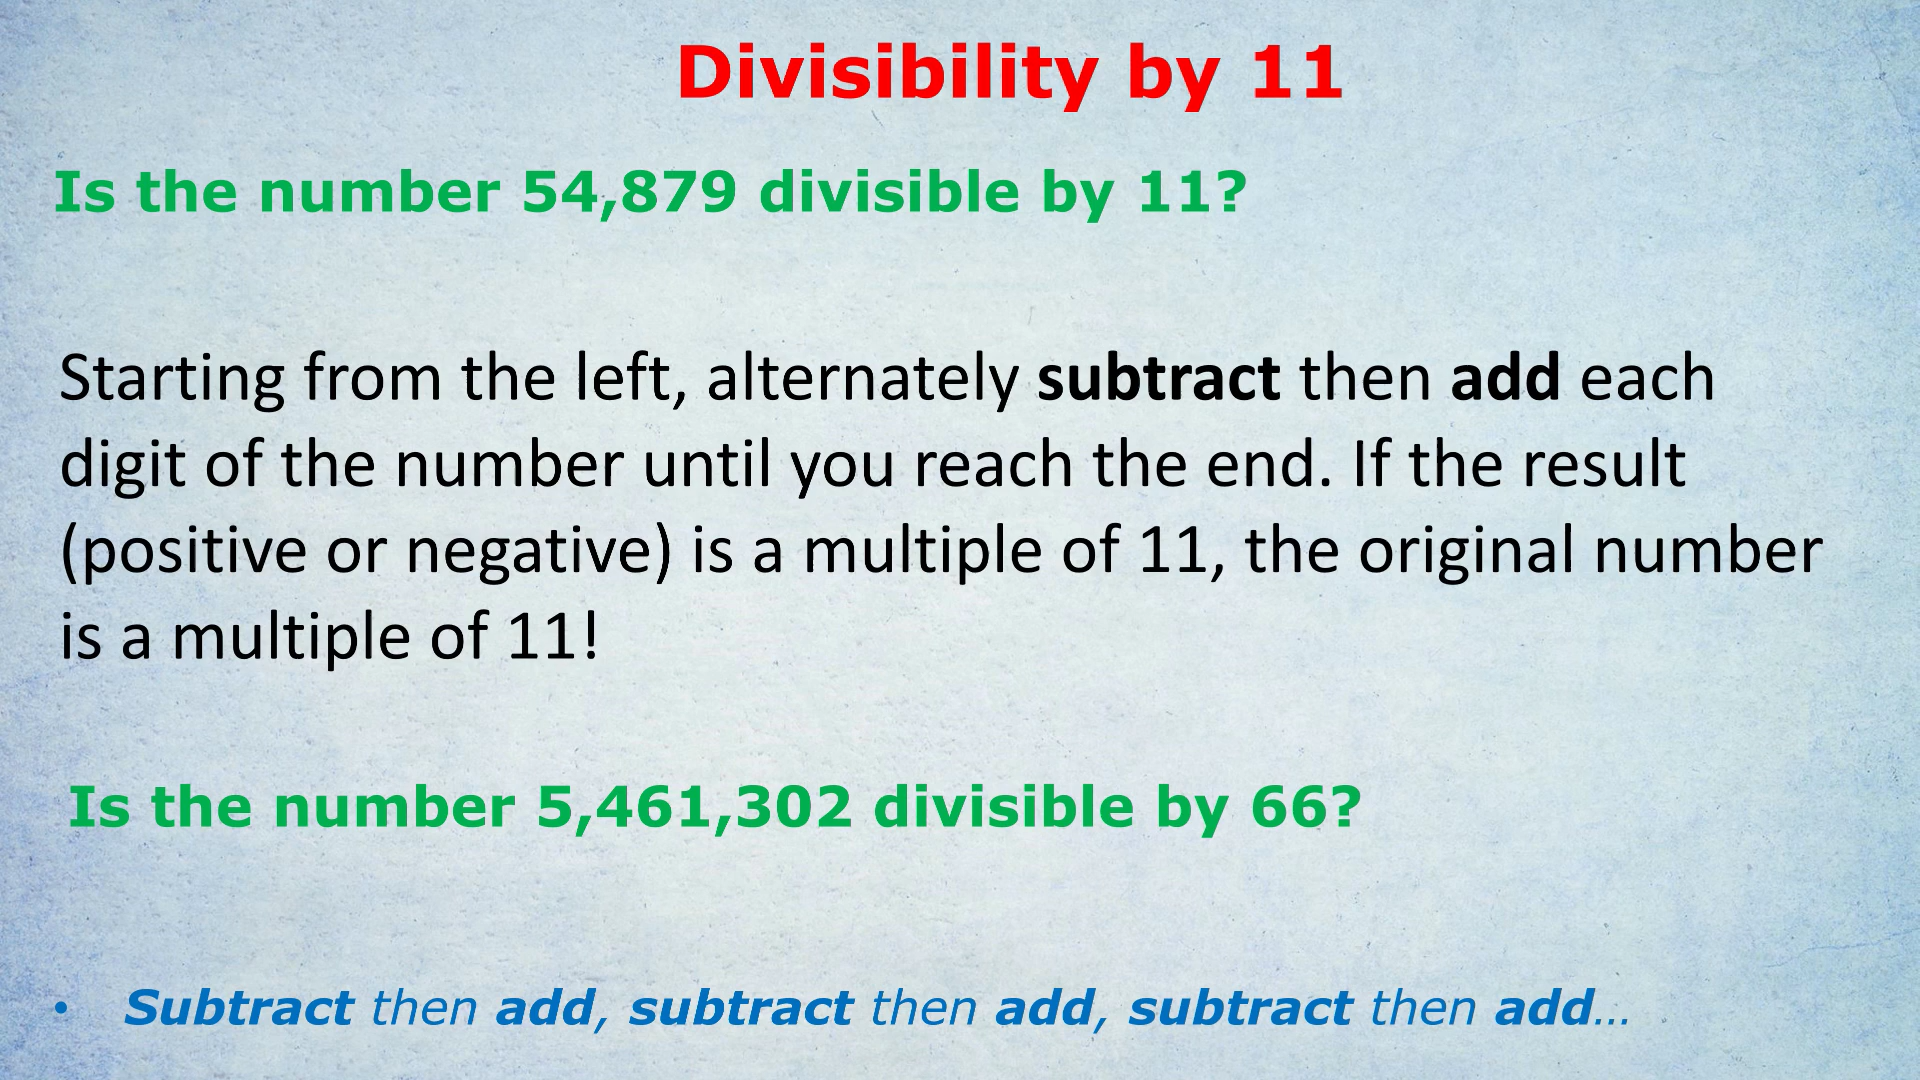 Divisibility by 11
Is the number 54,879 divisible by 11?
Starting from the left, alternately subtract then add each
digit of the number until you reach the end. If the result
(positive or negative) is a multiple of 11, the original number
is a multiple of 11!
Is the number 5,461,302 divisible by 66?
• Subtract then add, subtract then add, subtract then add…